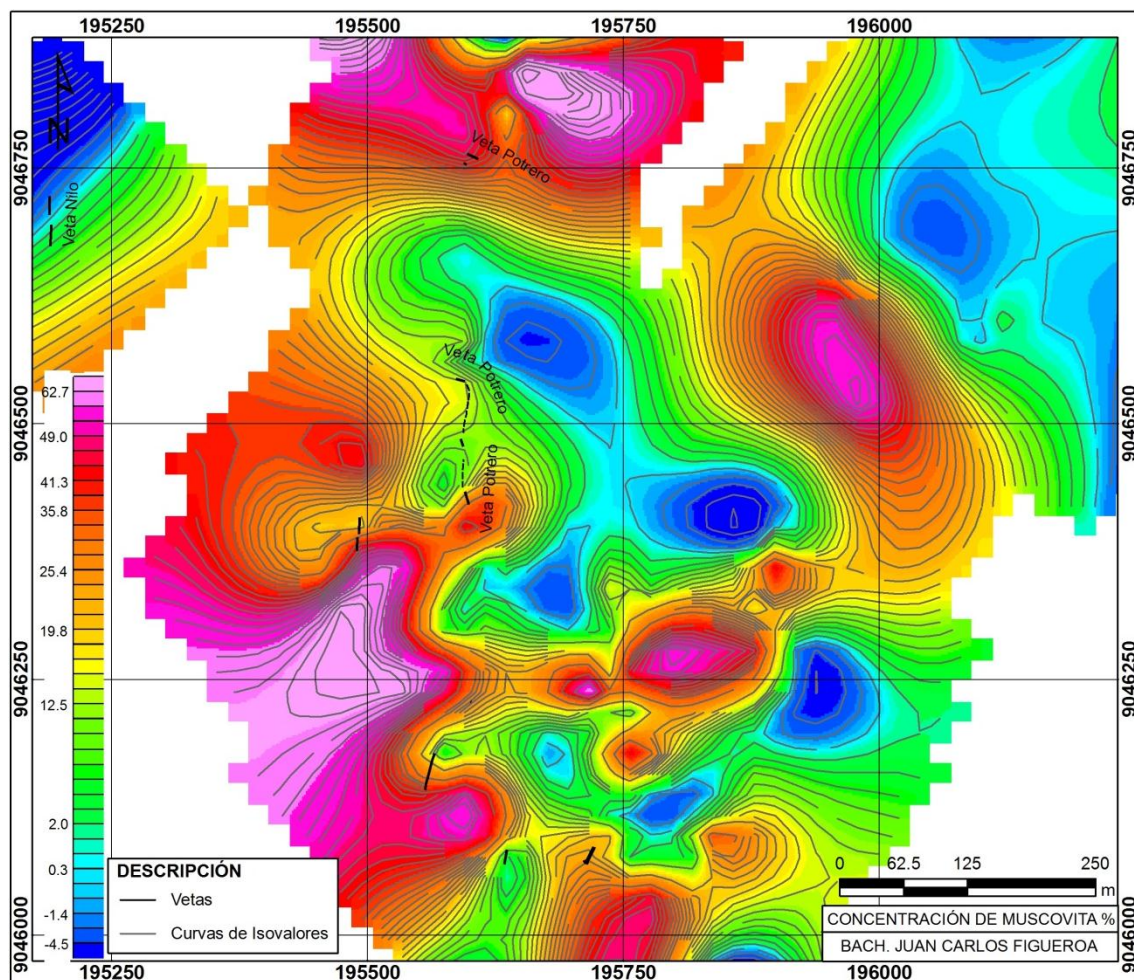 195250 195500 195750 196000
N
9046750
9046750
Veta Potrero
Veta Nilo
Veta Potrero
9046500
9046500
Veta Potrero
62.7
49.0
41.3
35.8
25.4
19.8
12.5
2.0
0.3
-1.4
-4.5
9046250
9046250
DESCRIPCIÓN
Vetas
Curvas de Isovalores
0 62.5 125 250
m
CONCENTRACIÓN DE MUSCOVITA %
BACH. JUAN CARLOS FIGUEROA
9046000
9046000
195250 195500 195750 196000